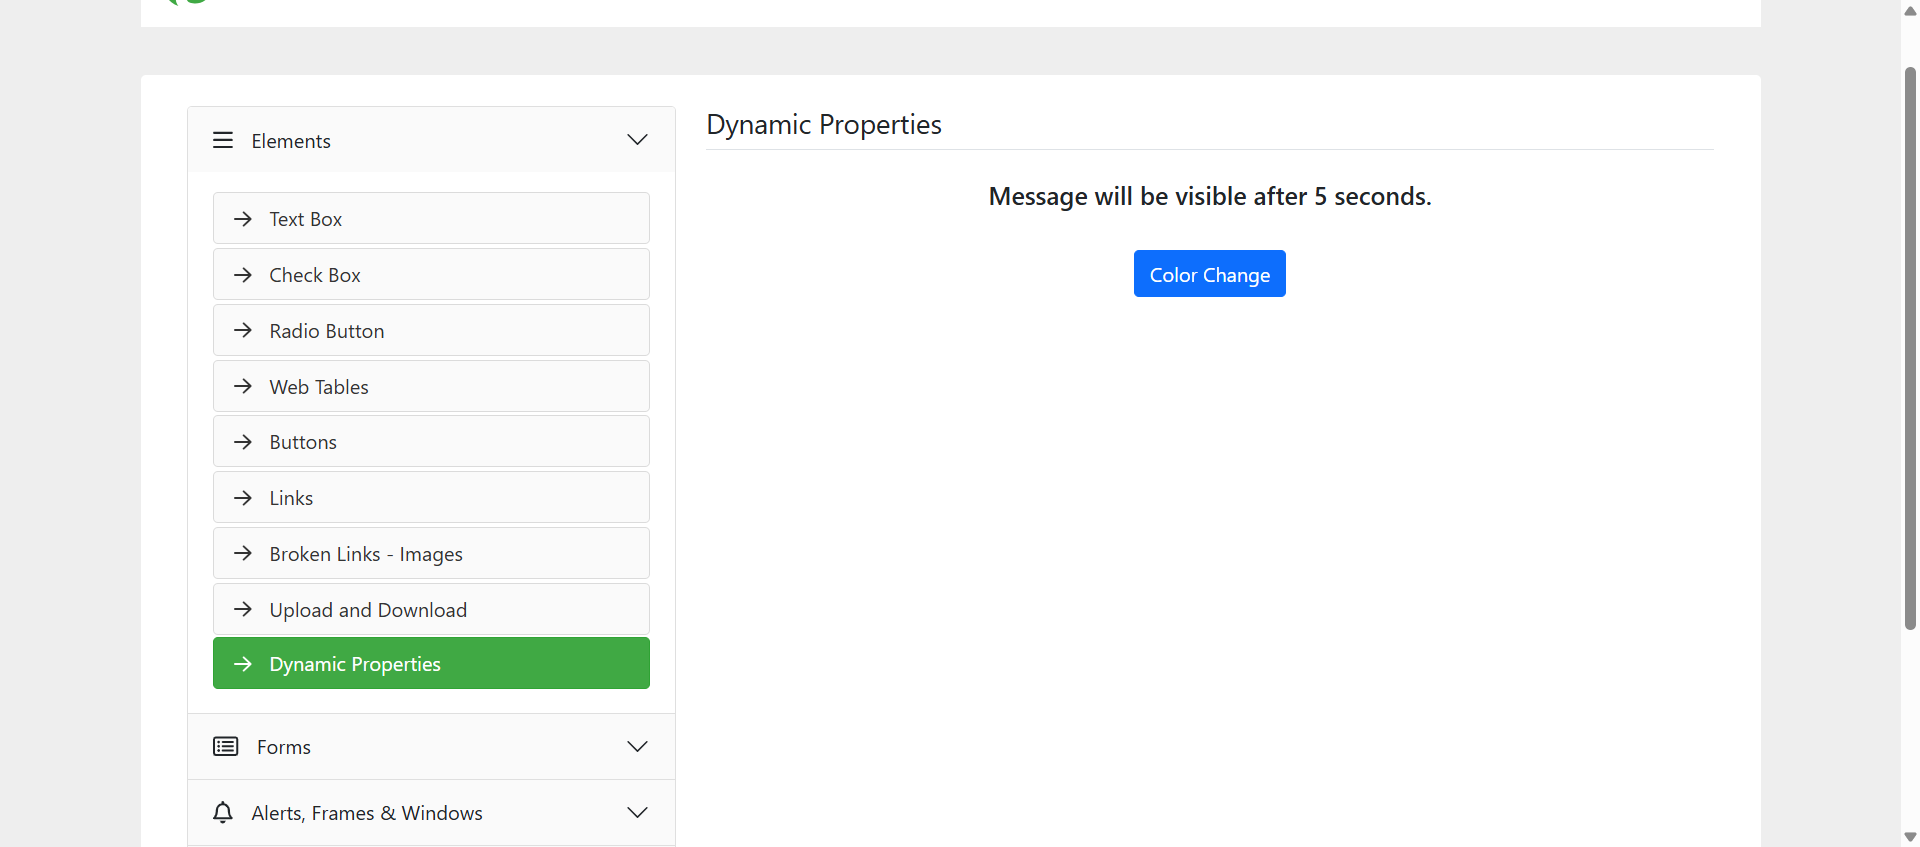 Elements
Text Box
Check Box
Radio Button
Web Tables
Buttons
Links
Broken Links - Images
Upload and Download
Dynamic Properties
Forms
Alerts, Frames & Windows
Dynamic Properties
Message will be visible after 5 seconds.
Color Change